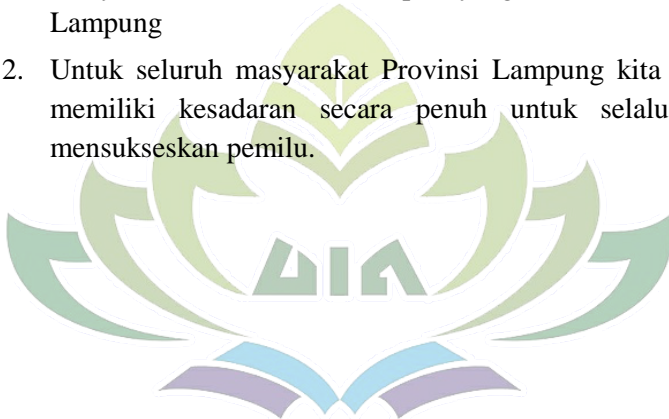 Lampung
2. Untuk seluruh masyarakat Provinsi Lampung kita
memiliki kesadaran secara penuh untuk selalu
mensukseskan pemilu.
UIN